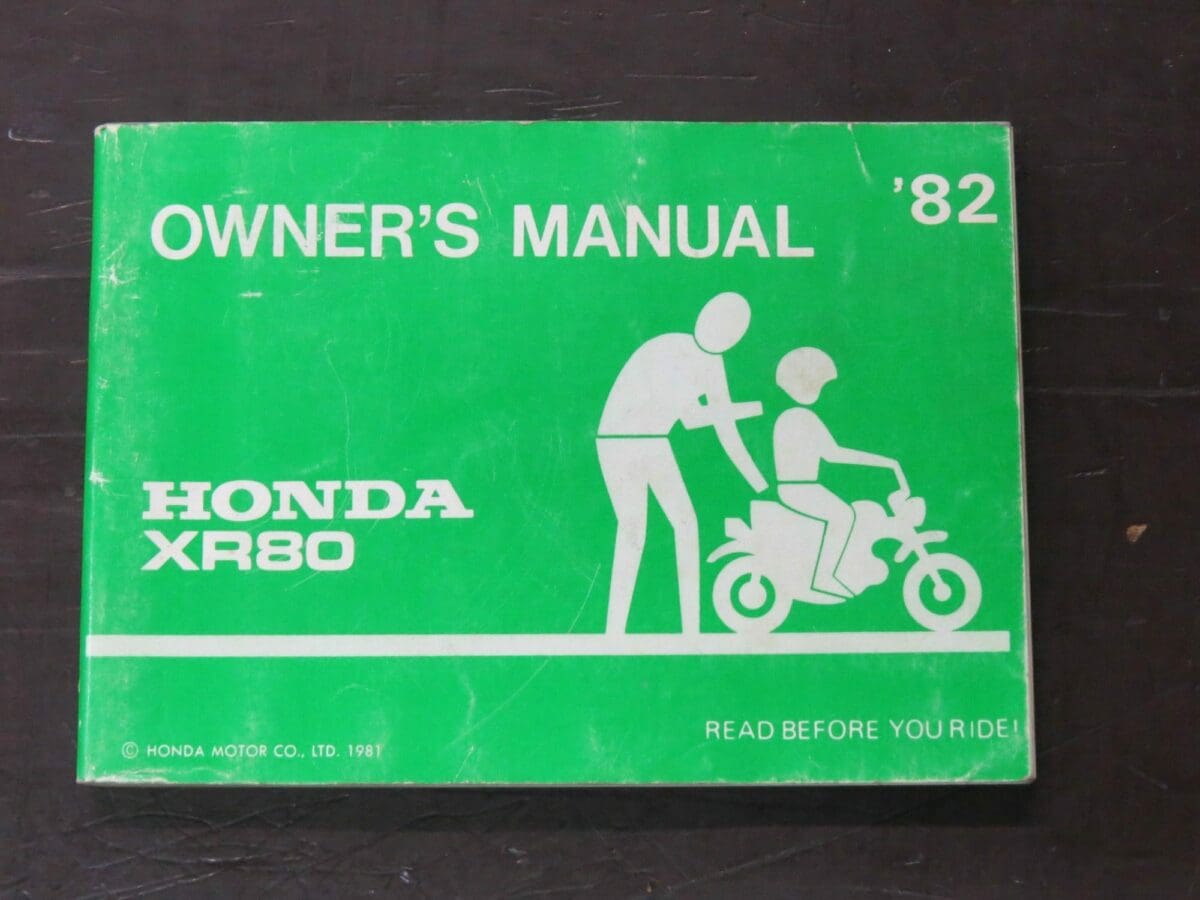 '82
OWNER'S MANUAL
HONDA
XR80
READ BEFORE YOU RIDE!
© HONDA MOTOR CO., LTD. 1981